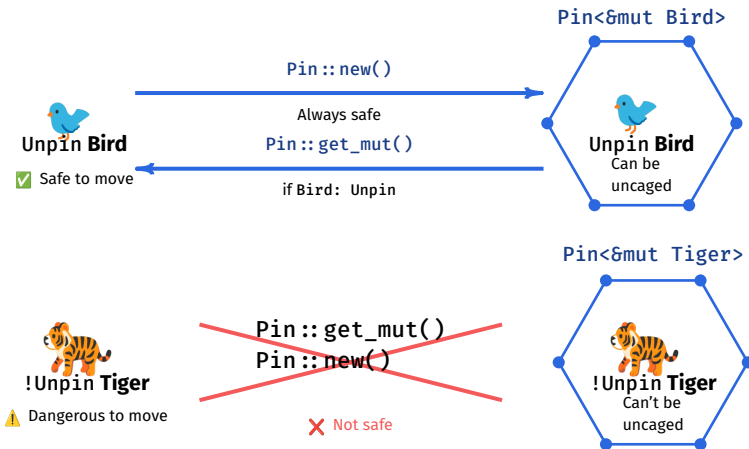 Pin<&mut Bird>
Pin::new()
Always safe
Pin::get_mut()
if Bird: Unpin
Unpin Bird
✅ Safe to move
Unpin Bird
Can be
uncaged
Pin<&mut Tiger>
Pin::get_mut()
Pin::new()
❌ Not safe
!Unpin Tiger
⚠️ Dangerous to move
!Unpin Tiger
Can’t be
uncaged